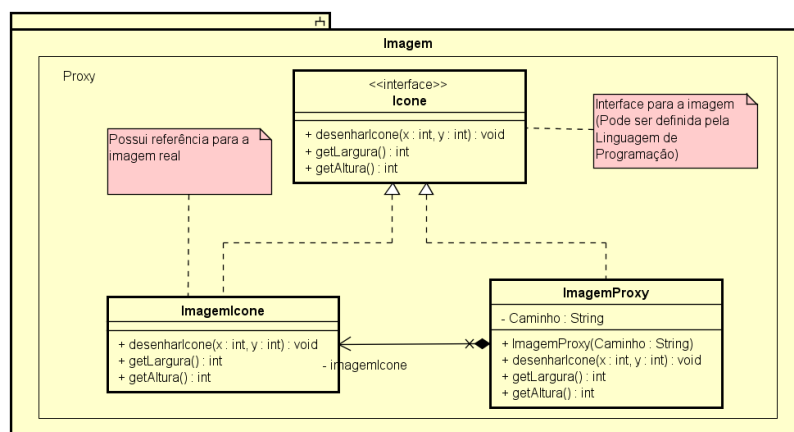 Imagem
Proxy
<<interface>>
Icone
+ desenharIcone(x : int, y : int) : void
+ getLargura() : int
+ getAltura() : int
Interface para a imagem
(Pode ser definida pela
Linguagem de
Programação)
Possui referência para a
imagem real
ImagemIcone
+ desenharIcone(x : int, y : int) : void
+ getLargura() : int
+ getAltura() : int
- imagemIcone
ImagemProxy
- Caminho : String
+ ImagemProxy(Caminho : String)
+ desenharIcone(x : int, y : int) : void
+ getLargura() : int
+ getAltura() : int